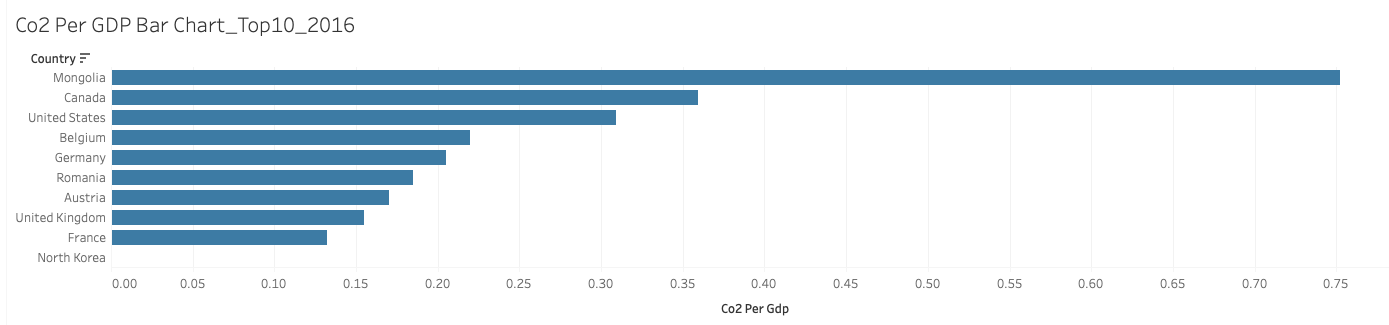 Co2 Per GDP Bar Chart_Top10_2016
Country
Mongolia
Canada
United States
Belgium
Germany
Romania
Austria
United Kingdom
France
North Korea
0.00 0.05 0.10 0.15 0.20 0.25 0.30 0.35 0.40 0.45 0.50 0.55 0.60 0.65 0.70 0.75
Co2 Per Gdp